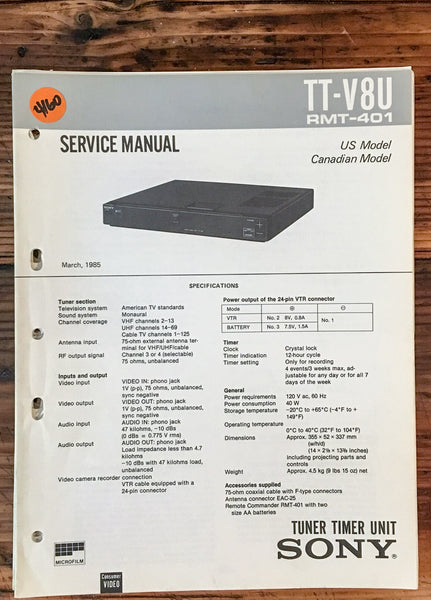 4160
TT-V8U
RMT-401
SERVICE MANUAL
US Model
Canadian Model
SONY
March, 1985
SPECIFICATIONS
Tuner section
Television system American TV standards
Sound system Monaural
Channel coverage VHF channels 2–13
UHF channels 14–69
Cable TV channels 1–125
Antenna input 75-ohm external antenna ter-
minal for VHF/UHF/cable
RF output signal Channel 3 or 4 (selectable)
75 ohms, unbalanced
Inputs and output
Video input VIDEO IN: phono jack
1V (p-p), 75 ohms, unbalanced,
sync negative
Video output VIDEO OUT: phono jack
1V (p-p), 75 ohms, unbalanced,
sync negative
Audio input AUDIO IN: phono jack
47 kilohms, –10 dBs
(0 dBs = 0.775 V rms)
Audio output AUDIO OUT: phono jack
Load impedance less than 4.7
kilohms
–10 dBs with 47 kilohms load,
unbalanced
Video camera recorder connection
VTR cable equipped with a
24-pin connector
Power output of the 24-pin VTR connector
Mode ⊕ ⊖
VTR No. 2 8V, 0.8A No. 1
BATTERY No. 3 7.5V, 1.5A
Timer
Clock Crystal lock
Timer indication 12-hour cycle
Timer setting Only for recording
4 events/3 weeks max, ad-
justable for any day or for all 7
days of the week
General
Power requirements 120 V ac, 60 Hz
Power consumption 40 W
Storage temperature –20°C to +65°C (–4°F to +
149°F)
Operating temperature
0°C to 40°C (32°F to 104°F)
Dimensions Approx. 355 × 52 × 337 mm
(w/h/d)
(14 × 2⅛ × 13⅜ inches)
including projecting parts and
controls
Weight Approx. 4.5 kg (9 lbs 15 oz) net
Accessories supplied
75-ohm coaxial cable with F-type connectors
Antenna connector EAC-25
Remote Commander RMT-401 with two
size AA batteries
TUNER TIMER UNIT
SONY®
MICROFILM
Consumer
VIDEO